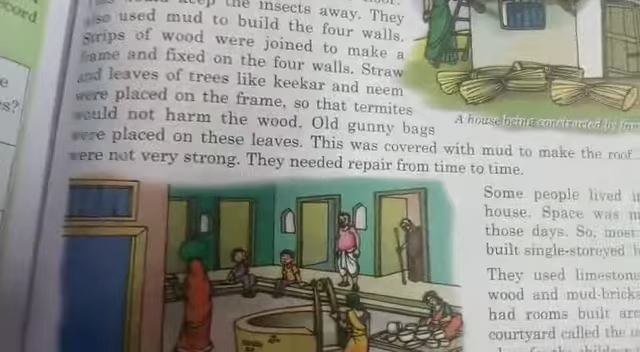 cord
keep the insects away. They
also used mud to build the four walls.
Strips of wood were joined to make a
frame and fixed on the four walls. Straw
and leaves of trees like keekar and neem
were placed on the frame, so that termites
would not harm the wood. Old gunny bags
were placed on these leaves. This was covered with mud to make the roof
were not very strong. They needed repair from time to time.
e
s?
A house being constructed by
Some people lived
house. Space was
those days. So, most
built single-storeyed
They used limeston
wood and mud-brick
had rooms built
courtyard called the